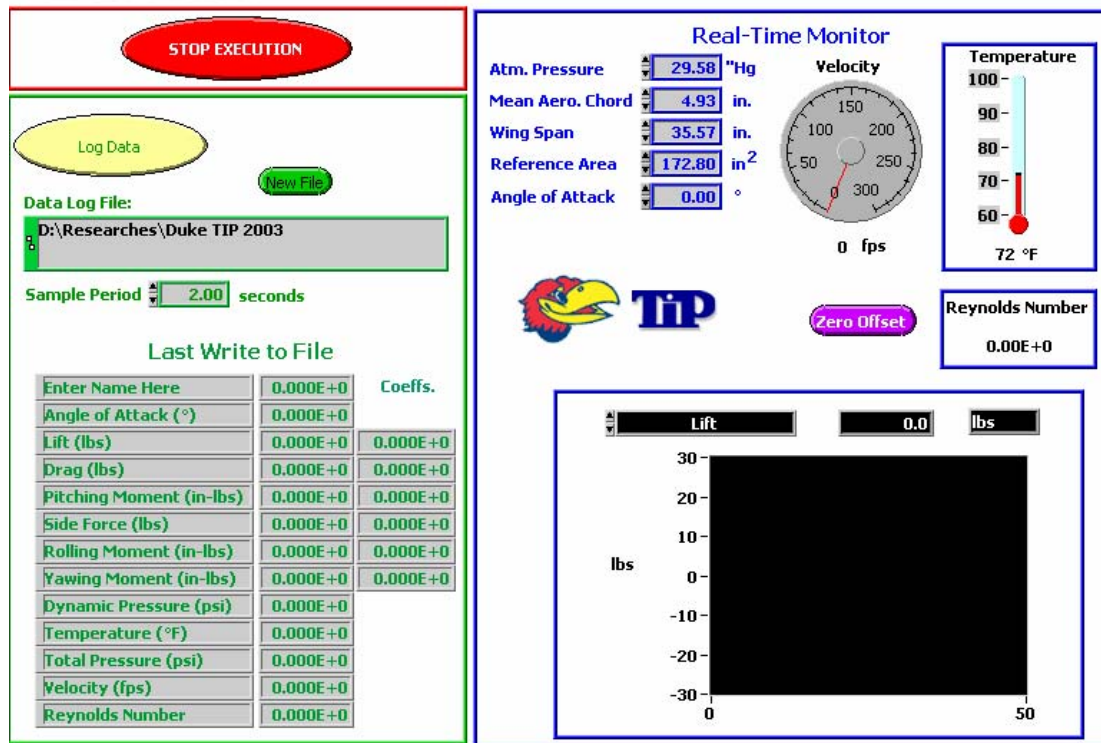 STOP EXECUTION
Log Data
New File
Data Log File:
D:\Researches\Duke TIP 2003
Sample Period 2.00 seconds
Last Write to File
Enter Name Here 0.000E+0 Coeffs.
Angle of Attack (°) 0.000E+0
Lift (lbs) 0.000E+0 0.000E+0
Drag (lbs) 0.000E+0 0.000E+0
Pitching Moment (in-lbs) 0.000E+0 0.000E+0
Side Force (lbs) 0.000E+0 0.000E+0
Rolling Moment (in-lbs) 0.000E+0 0.000E+0
Yawing Moment (in-lbs) 0.000E+0 0.000E+0
Dynamic Pressure (psi) 0.000E+0
Temperature (°F) 0.000E+0
Total Pressure (psi) 0.000E+0
Velocity (fps) 0.000E+0
Reynolds Number 0.000E+0
Real-Time Monitor
Atm. Pressure 29.58 "Hg
Mean Aero. Chord 4.93 in.
Wing Span 35.57 in.
Reference Area 172.80 in2
Angle of Attack 0.00 °
Velocity
150
100 200
50 250
0 300
0 fps
Temperature
100
90
80
70
60
72 °F
TiP
Zero Offset
Reynolds Number
0.00E+0
Lift 0.0 lbs
30
20
10
lbs 0
-10
-20
-30
0 50